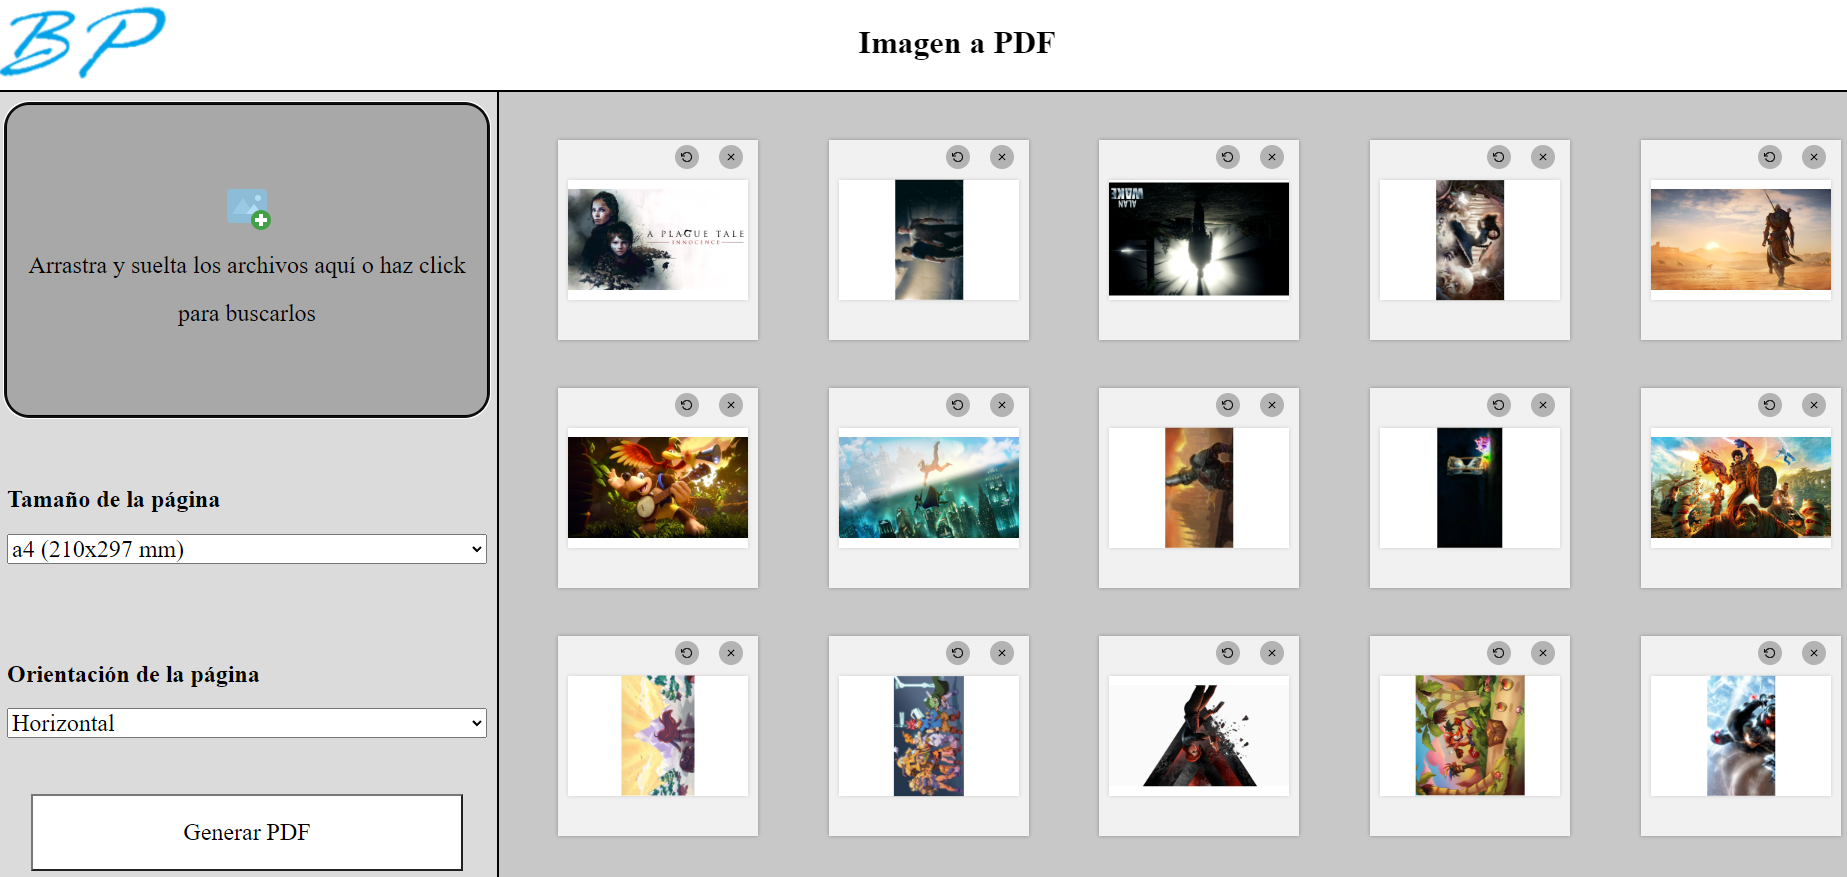 BP
Imagen a PDF
Arrastra y suelta los archivos aquí o haz click
para buscarlos
Tamaño de la página
a4 (210x297 mm)
Orientación de la página
Horizontal
Generar PDF
A PLAGUE TALE
INNOCENCE
ALAN
WAKE